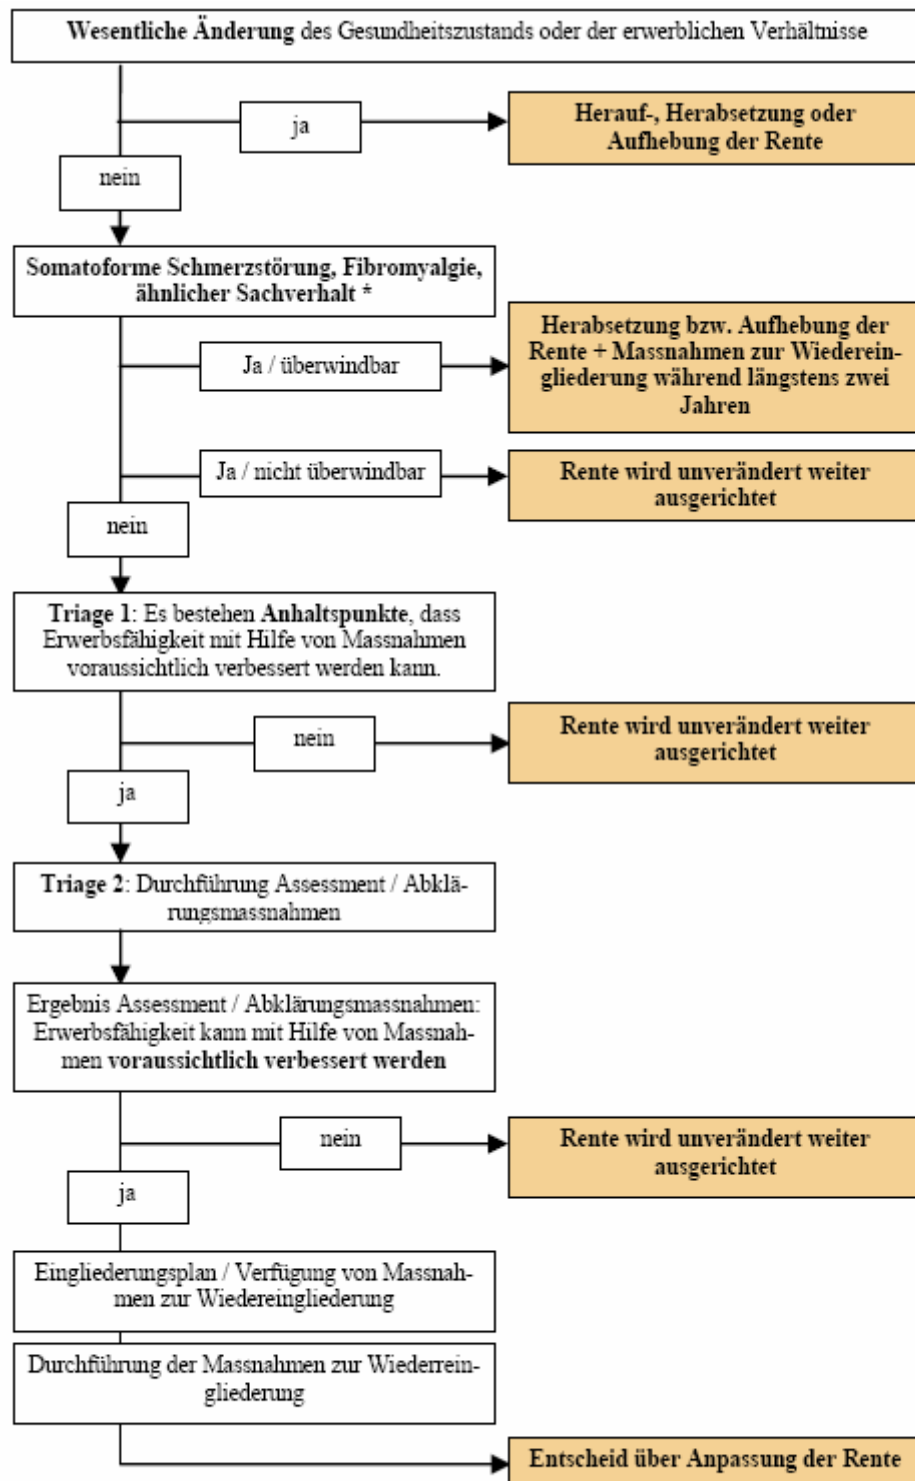 Wesentliche Änderung des Gesundheitszustands oder der erwerblichen Verhältnisse
ja
Herauf-, Herabsetzung oder
Aufhebung der Rente
nein
Somatoforme Schmerzstörung, Fibromyalgie,
ähnlicher Sachverhalt *
Ja / überwindbar
Herabsetzung bzw. Aufhebung der
Rente + Massnahmen zur Wiederein-
gliederung während längstens zwei
Jahren
Ja / nicht überwindbar
Rente wird unverändert weiter
ausgerichtet
nein
Triage 1: Es bestehen Anhaltspunkte, dass
Erwerbsfähigkeit mit Hilfe von Massnahmen
voraussichtlich verbessert werden kann.
nein
Rente wird unverändert weiter
ausgerichtet
ja
Triage 2: Durchführung Assessment / Abklä-
rungsmassnahmen
Ergebnis Assessment / Abklärungsmassnahmen:
Erwerbsfähigkeit kann mit Hilfe von Massnah-
men voraussichtlich verbessert werden
nein
Rente wird unverändert weiter
ausgerichtet
ja
Eingliederungsplan / Verfügung von Massnah-
men zur Wiedereingliederung
Durchführung der Massnahmen zur Wiederrein-
gliederung
Entscheid über Anpassung der Rente